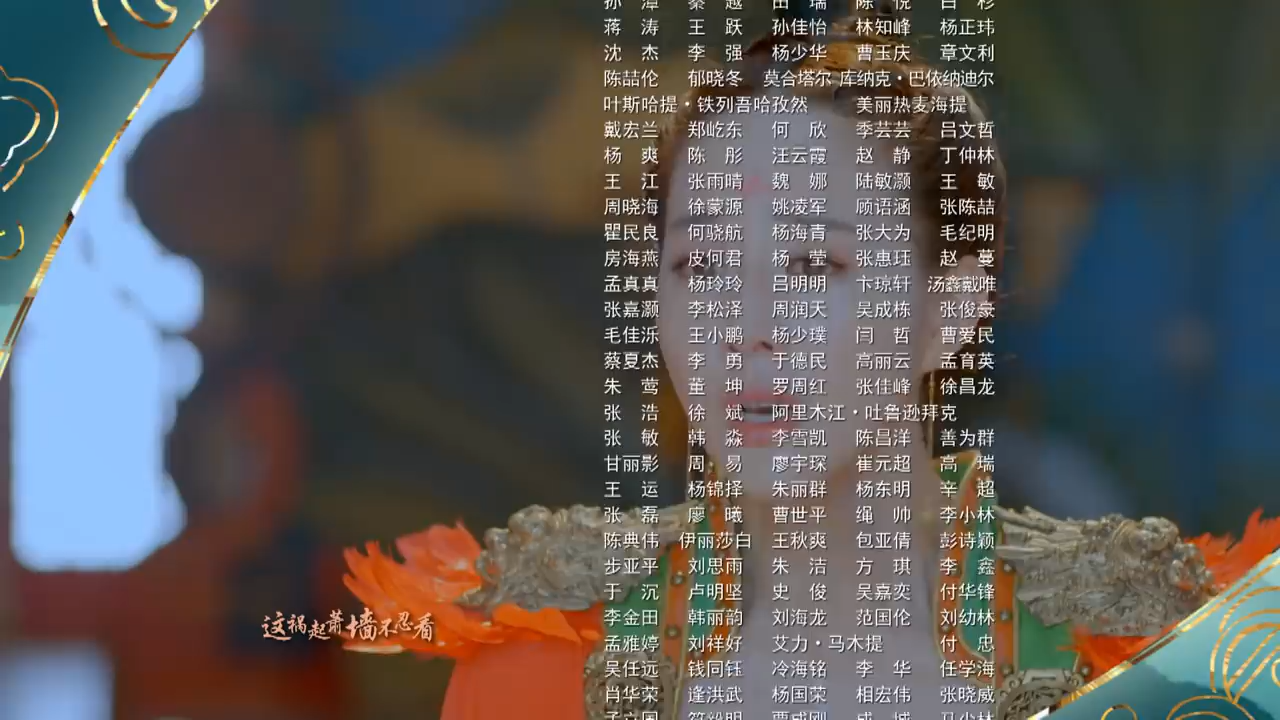 孙漳 秦越 田瑞 陈悦 白杉
蒋涛 王跃 孙佳怡 林知峰 杨正玮
沈杰 李强 杨少华 曹玉庆 章文利
陈喆伦 郁晓冬 莫合塔尔 库纳克·巴依纳迪尔
叶斯哈提·铁列吾哈孜然 美丽热麦海提
戴宏兰 郑屹东 何欣 季芸芸 吕文哲
杨爽 陈彤 汪云霞 赵静 丁仲林
王江 张雨晴 魏娜 陆敏灏 王敏
周晓海 徐蒙源 姚凌军 顾语涵 张陈喆
瞿民良 何骁航 杨海青 张大为 毛纪明
房海燕 皮何君 杨莹 张惠珏 赵蔓
孟真真 杨玲玲 吕明明 卞琼轩 汤鑫戴唯
张嘉灏 李松泽 周润天 吴成栋 张俊豪
毛佳泺 王小鹏 杨少璞 闫哲 曹爱民
蔡夏杰 李勇 于德民 高丽云 孟育英
朱莺 董坤 罗周红 张佳峰 徐昌龙
张浩 徐斌 阿里木江·吐鲁逊拜克
张敏 韩淼 李雪凯 陈昌洋 善为群
甘丽影 周易 廖宇琛 崔元超 高瑞
王运 杨锦择 朱丽群 杨东明 辛超
张磊 廖曦 曹世平 绳帅 李小林
陈典伟 伊丽莎白 王秋爽 包亚倩 彭诗颖
步亚平 刘思雨 朱洁 方琪 李鑫
于沉 卢明坚 史俊 吴嘉奕 付华锋
李金田 韩丽韵 刘海龙 范国伦 刘幼林
这祸起萧墙不忍看
孟雅婷 刘祥好 艾力·马木提 付忠
吴任远 钱同钰 冷海铭 李华 任学海
肖华荣 逄洪武 杨国荣 相宏伟 张晓威